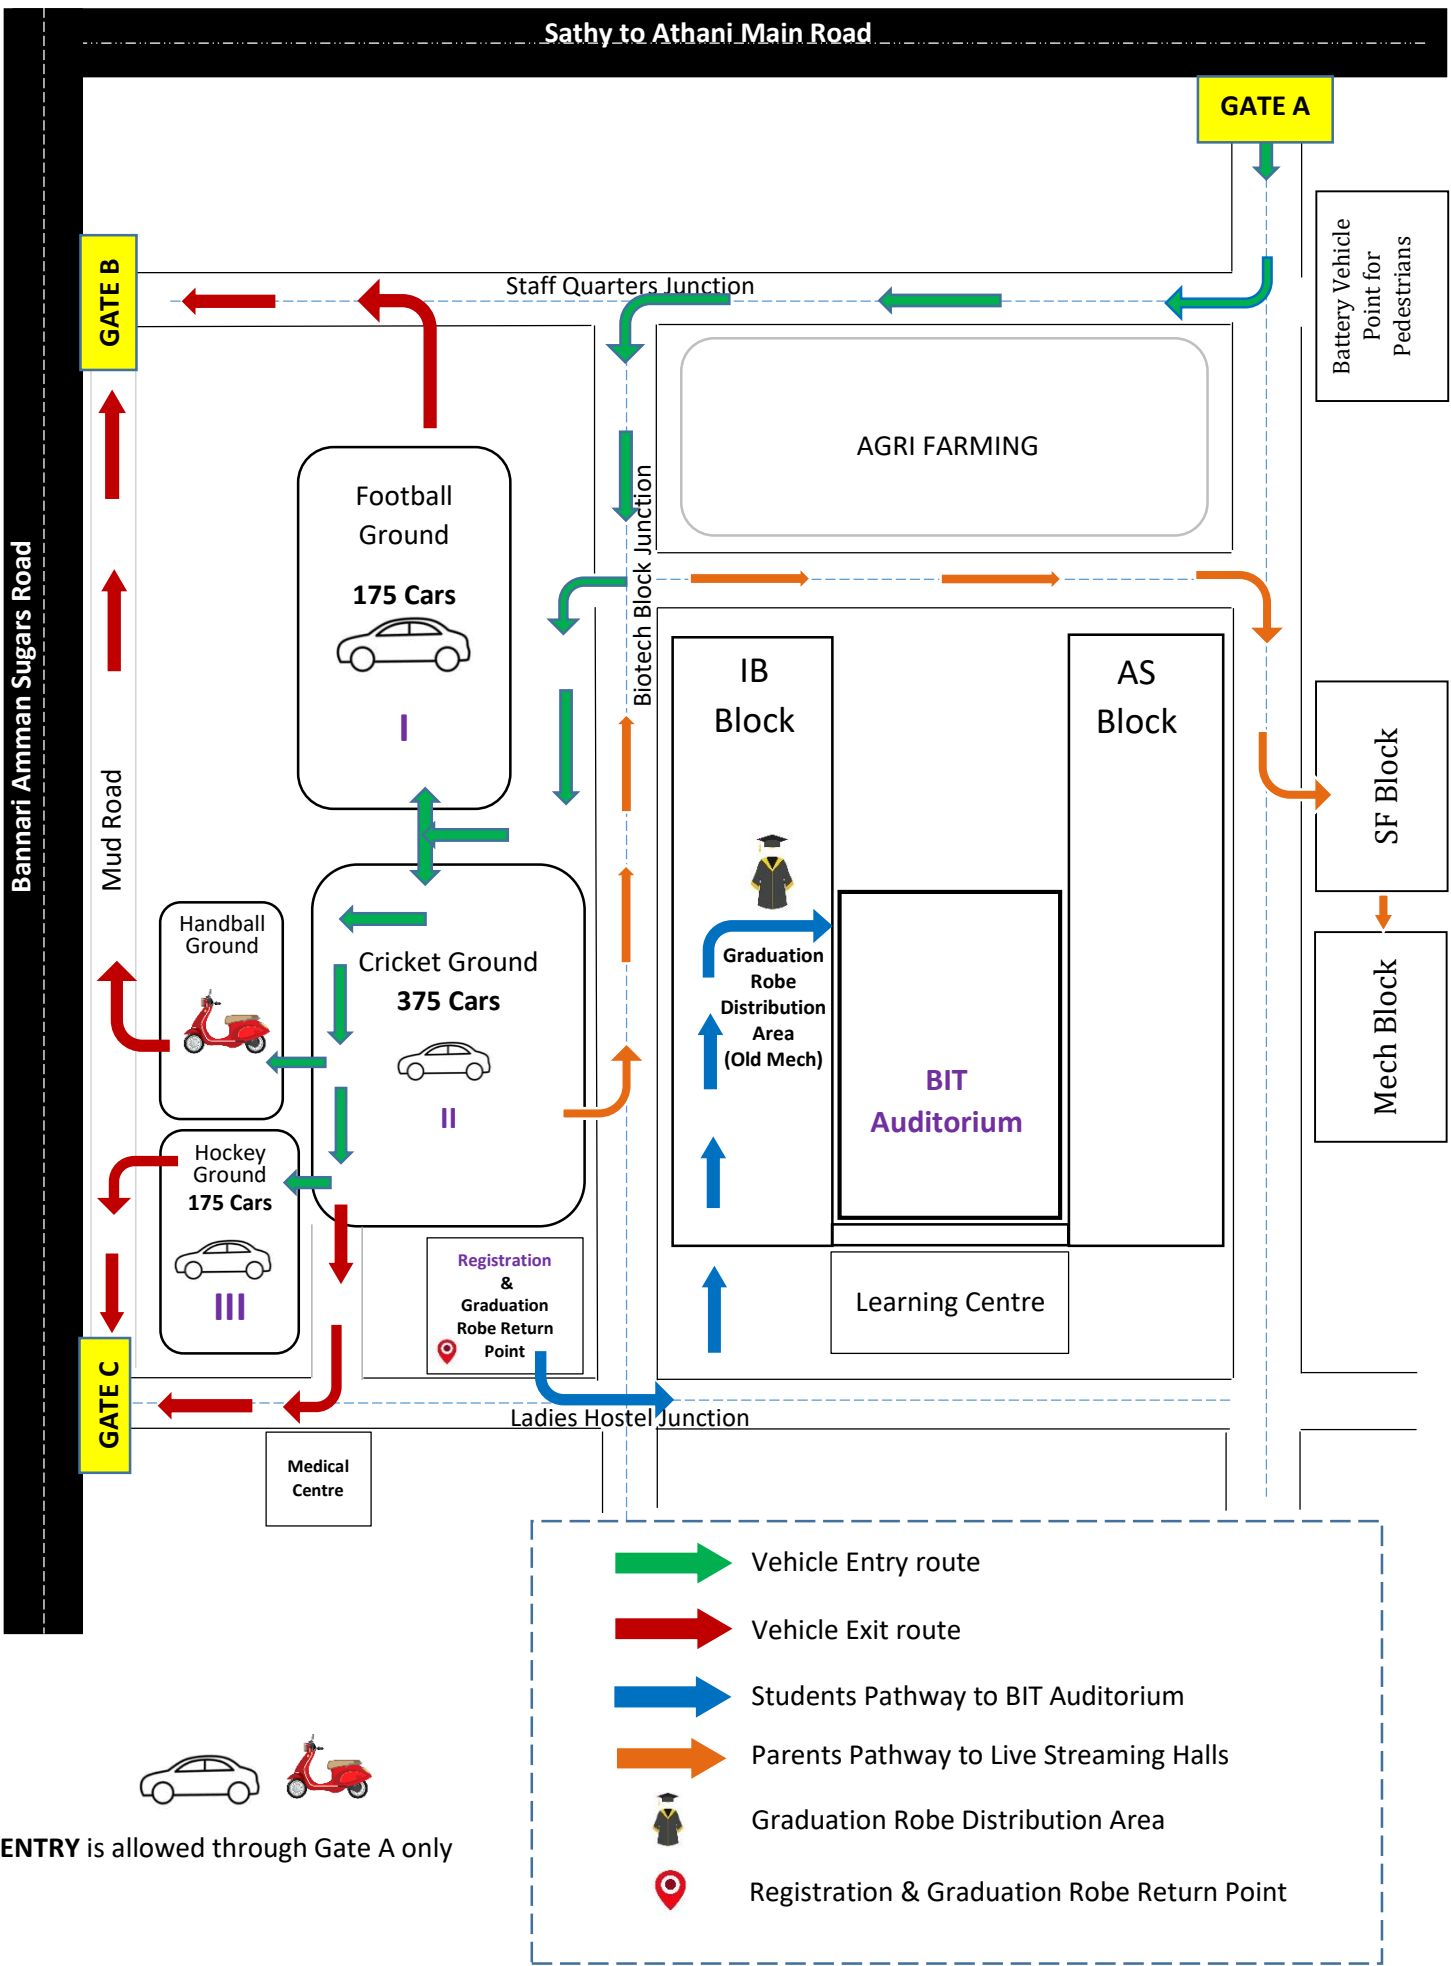 Sathy to Athani Main Road
GATE A
Battery Vehicle
Point for
Pedestrians
GATE B
Staff Quarters Junction
AGRI FARMING
Football
Ground
175 Cars
I
Biotech Block Junction
Bannari Amman Sugars Road
Mud Road
IB
Block
AS
Block
SF Block
Mech Block
Handball
Ground
Cricket Ground
375 Cars
II
Graduation
Robe
Distribution
Area
(Old Mech)
BIT
Auditorium
Hockey
Ground
175 Cars
III
Registration
&
Graduation
Robe Return
Point
Learning Centre
GATE C
Ladies Hostel Junction
Medical
Centre
Vehicle Entry route
Vehicle Exit route
Students Pathway to BIT Auditorium
Parents Pathway to Live Streaming Halls
Graduation Robe Distribution Area
Registration & Graduation Robe Return Point
ENTRY is allowed through Gate A only